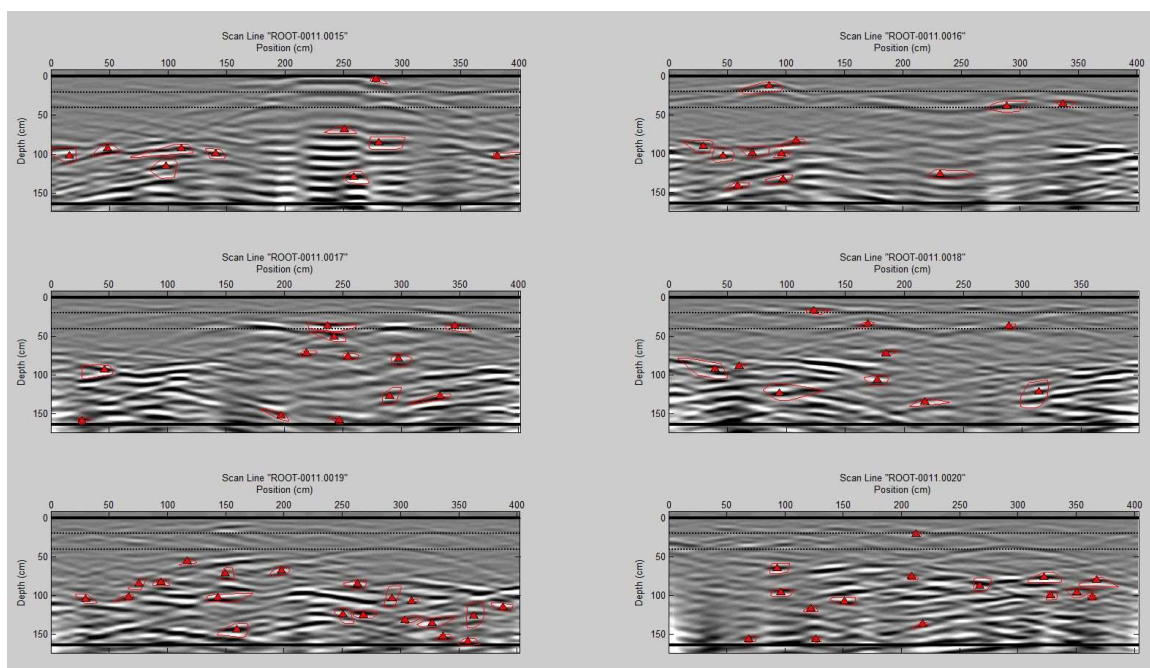 Scan Line "ROOT-0011.0015"
Position (cm)
0 50 100 150 200 250 300 350 400
Depth (cm)
0
50
100
150
Scan Line "ROOT-0011.0016"
Position (cm)
0 50 100 150 200 250 300 350 400
Depth (cm)
0
50
100
150
Scan Line "ROOT-0011.0017"
Position (cm)
0 50 100 150 200 250 300 350 400
Depth (cm)
0
50
100
150
Scan Line "ROOT-0011.0018"
Position (cm)
0 50 100 150 200 250 300 350
Depth (cm)
0
50
100
150
Scan Line "ROOT-0011.0019"
Position (cm)
0 50 100 150 200 250 300 350 400
Depth (cm)
0
50
100
150
Scan Line "ROOT-0011.0020"
Position (cm)
0 50 100 150 200 250 300 350 400
Depth (cm)
0
50
100
150